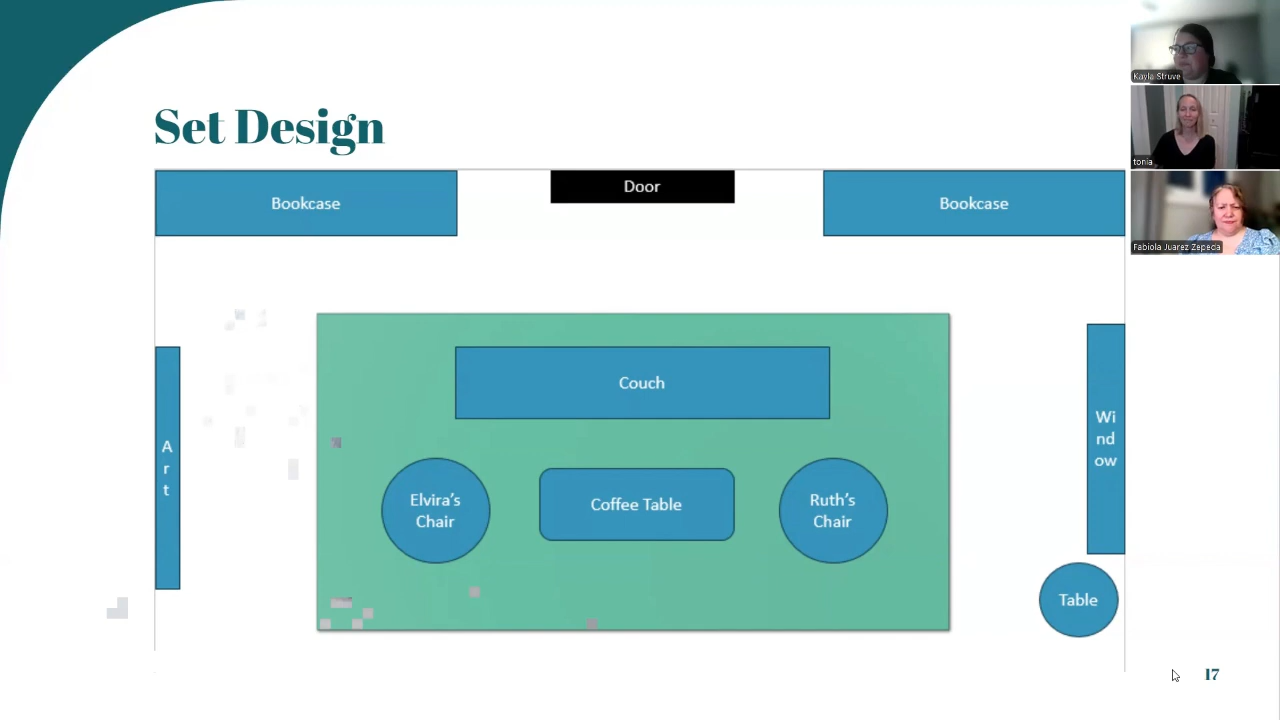 Set Design
Bookcase
Door
Bookcase
Couch
A
r
t
Wi
nd
ow
Elvira's
Chair
Coffee Table
Ruth's
Chair
Table
17
Kayla Struve
tonia
Fabiola Juarez Zepeda